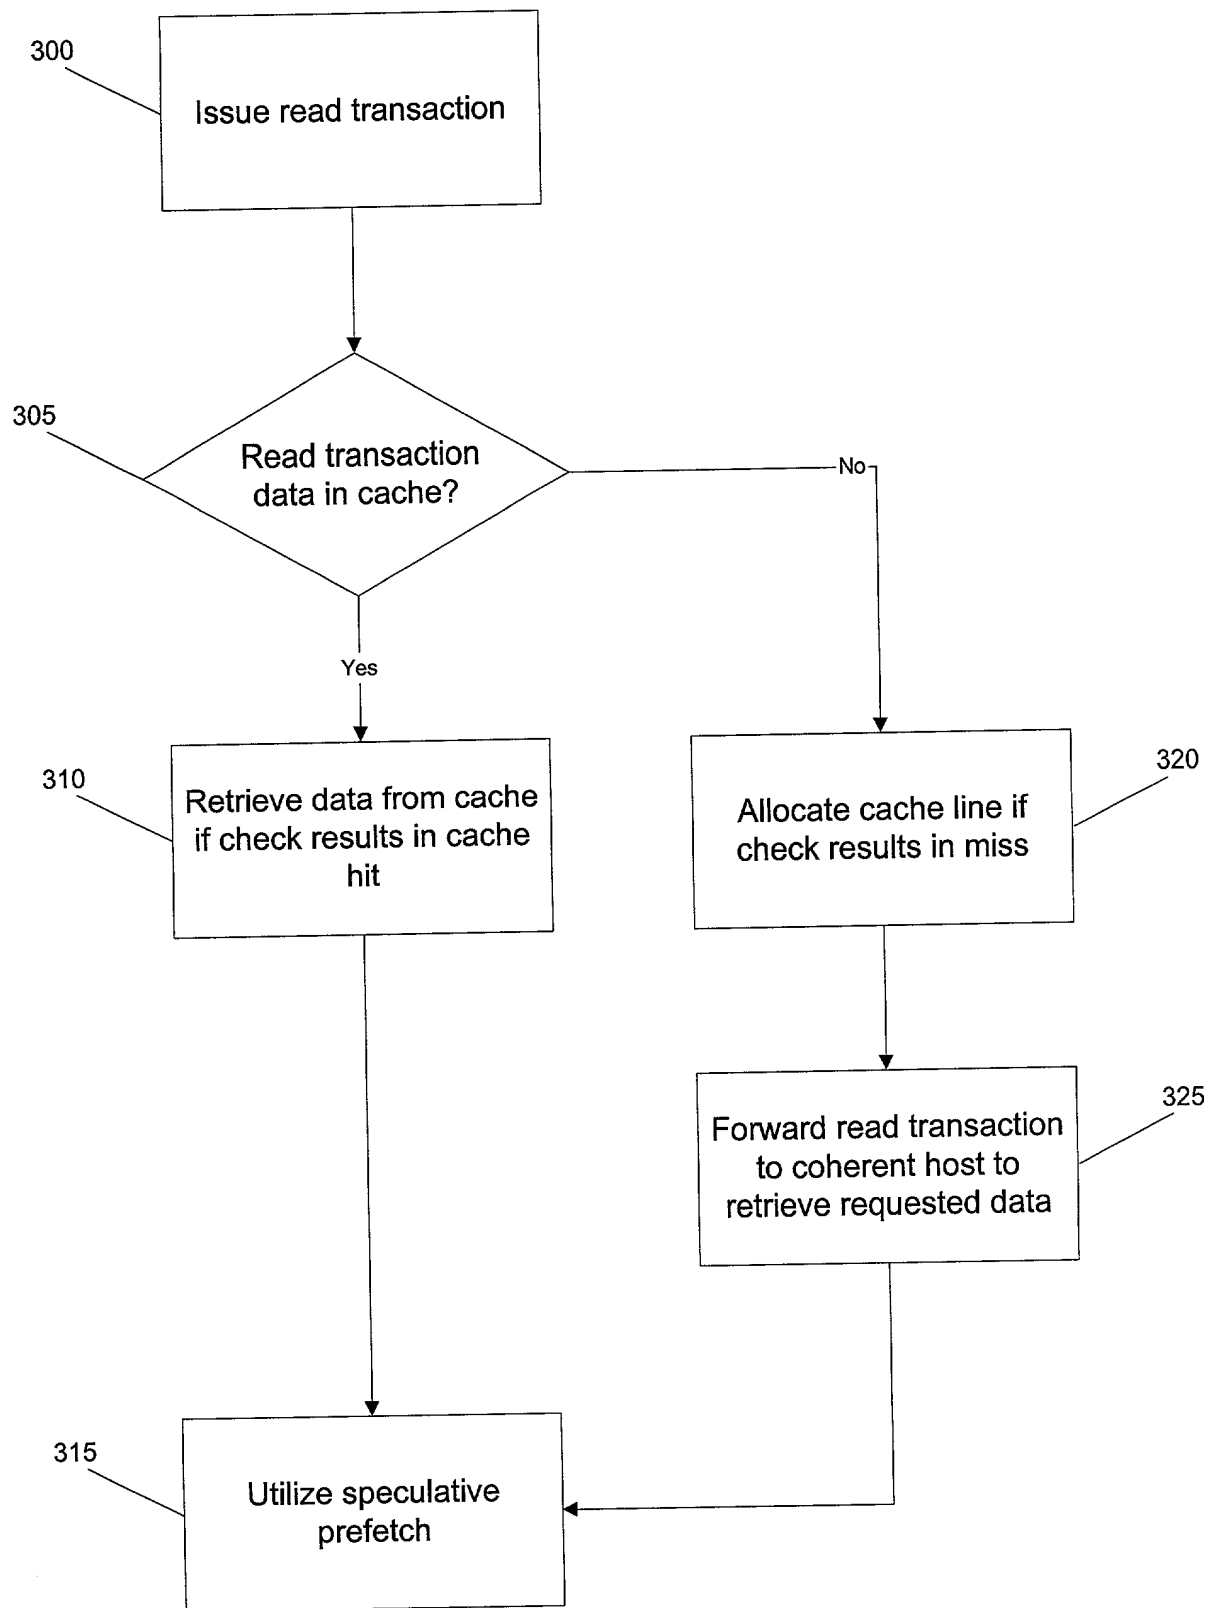 300
Issue read transaction
305
Read transaction
data in cache?
No
Yes
310
Retrieve data from cache
if check results in cache
hit
320
Allocate cache line if
check results in miss
325
Forward read transaction
to coherent host to
retrieve requested data
315
Utilize speculative
prefetch